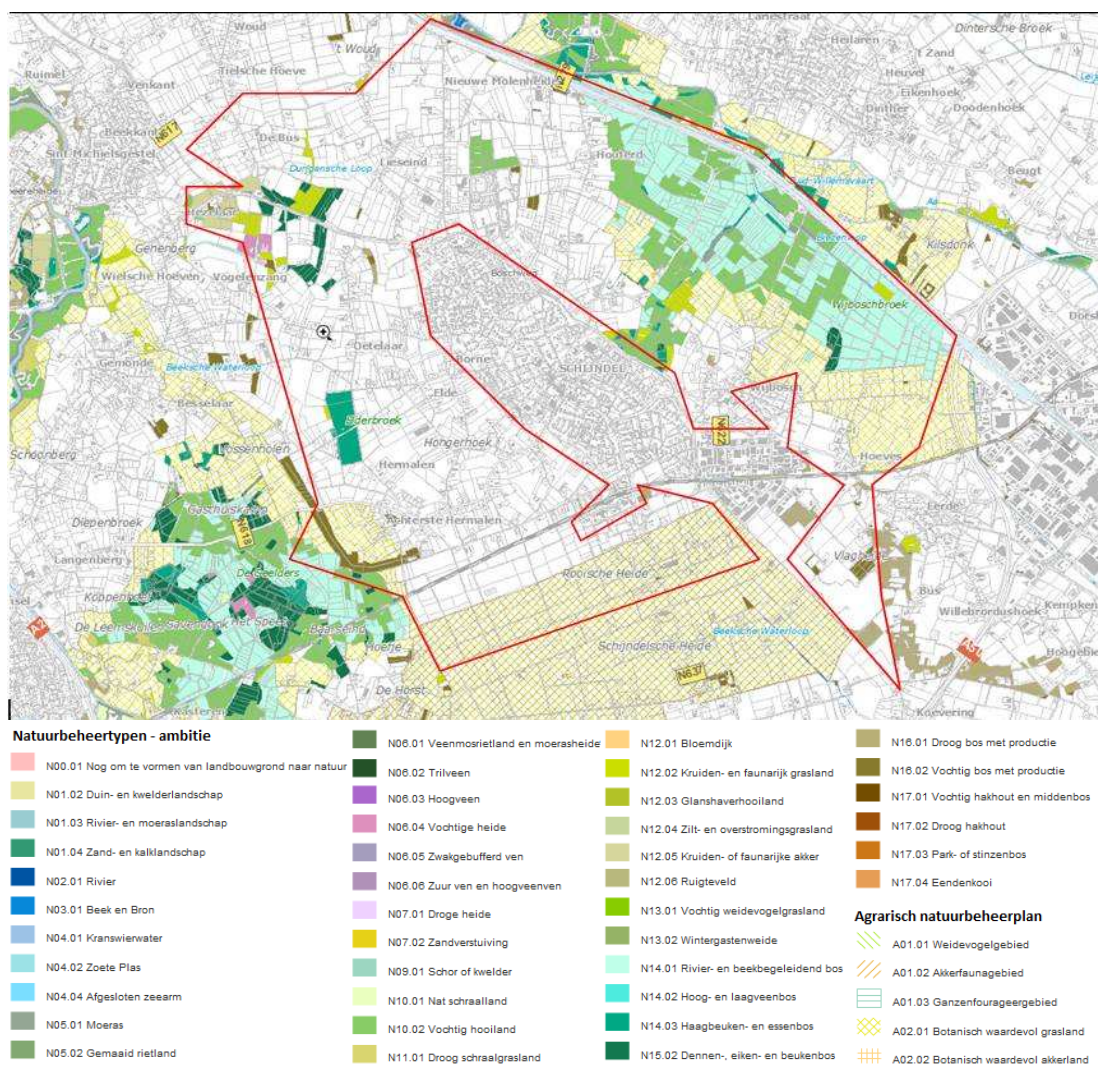 Woud
't Woud
Lanestraat
Heilaren
Dintersche Broek
't Zand
Ruimel
Venkant
Tielsche Hoeve
Nieuwe Molenheide
Heuvel
Eikenhoek
Dinther
Doodenhoek
N617
De Bus
Houterd
Sint Michielsgestel
Dungensche Loop
Lieseind
Beugt
Zuid-Willemsvaart
Aa
Genenberg
Kilsdonk
Wielsche Hoeven
Vogelenzang
Boschweg
Wijboschbroek
Oetelaar
Gemonde
Borne
SCHIJNDEL
Beeksche Waterloop
Besselaar
Elde
Wijbosch
Elderbroek
N622
Schoonberg
Hongerhoek
Hoeves
Hermalen
Gasthuiskamp
Lerde
Diepenbroek
N618
Achterste Hermalen
Langenberg
Vlagheide
De Geelders
Rooische Heide
Koppenhoef
Bus
Savendonk
Het Speet
Willebrordushoek
De Leemskuilen
Beeksche Waterloop
A2
Hoefje
Schijndelsche Heide
A50
N637
De Horst
Kasteren
Koevering
Natuurbeheertypen - ambitie
N00.01 Nog om te vormen van landbouwgrond naar natuur
N01.02 Duin- en kwelderlandschap
N01.03 Rivier- en moeraslandschap
N01.04 Zand- en kalklandschap
N02.01 Rivier
N03.01 Beek en Bron
N04.01 Kranswierwater
N04.02 Zoete Plas
N04.04 Afgesloten zeearm
N05.01 Moeras
N05.02 Gemaaid rietland
N06.01 Veenmosrietland en moerasheide
N06.02 Trilveen
N06.03 Hoogveen
N06.04 Vochtige heide
N06.05 Zwakgebufferd ven
N06.06 Zuur ven en hoogveenven
N07.01 Droge heide
N07.02 Zandverstuiving
N09.01 Schor of kwelder
N10.01 Nat schraalland
N10.02 Vochtig hooiland
N11.01 Droog schraalgrasland
N12.01 Bloemdijk
N12.02 Kruiden- en faunarijk grasland
N12.03 Glanshaverhooiland
N12.04 Zilt- en overstromingsgrasland
N12.05 Kruiden- of faunarijke akker
N12.06 Ruigteveld
N13.01 Vochtig weidevogelgrasland
N13.02 Wintergastenweide
N14.01 Rivier- en beekbegeleidend bos
N14.02 Hoog- en laagveenbos
N14.03 Haagbeuken- en essenbos
N15.02 Dennen-, eiken- en beukenbos
N16.01 Droog bos met productie
N16.02 Vochtig bos met productie
N17.01 Vochtig hakhout en middenbos
N17.02 Droog hakhout
N17.03 Park- of stinzenbos
N17.04 Eendenkooi
Agrarisch natuurbeheerplan
A01.01 Weidevogelgebied
A01.02 Akkerfaunagebied
A01.03 Ganzenfourageergebied
A02.01 Botanisch waardevol grasland
A02.02 Botanisch waardevol akkerland